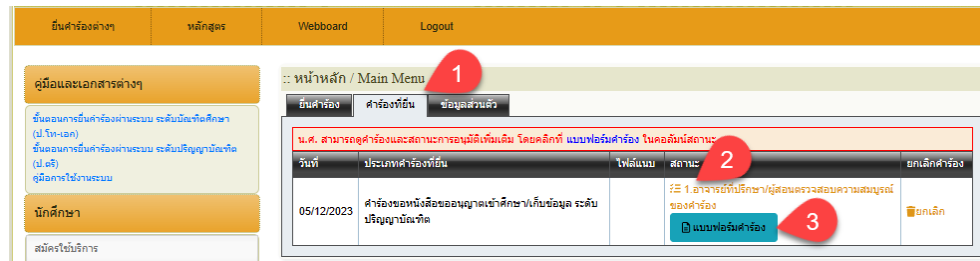 ยื่นคำร้องต่างๆ หลักสูตร Webboard Logout
คู่มือและเอกสารต่างๆ
ขั้นตอนการยื่นคำร้องผ่านระบบ ระดับบัณฑิตศึกษา
(ป.โท-เอก)
ขั้นตอนการยื่นคำร้องผ่านระบบ ระดับปริญญาบัณฑิต
(ป.ตรี)
คู่มือการใช้งานระบบ
นักศึกษา
สมัครใช้บริการ
:: หน้าหลัก / Main Menu
1
ยื่นคำร้อง คำร้องที่ยื่น ข้อมูลส่วนตัว
น.ศ. สามารถดูคำร้องและสถานะการอนุมัติเพิ่มเติม โดยคลิกที่ แบบฟอร์มคำร้อง ในคอลัมน์สถานะ
วันที่ ประเภทคำร้องที่ยื่น ไฟล์แนบ สถานะ ยกเลิกคำร้อง
2
05/12/2023 คำร้องขอหนังสือขออนุญาตเข้าศึกษา/เก็บข้อมูล ระดับ
ปริญญาบัณฑิต
1.อาจารย์ที่ปรึกษา/ผู้สอนตรวจสอบความสมบูรณ์
ของคำร้อง
แบบฟอร์มคำร้อง
3
ยกเลิก